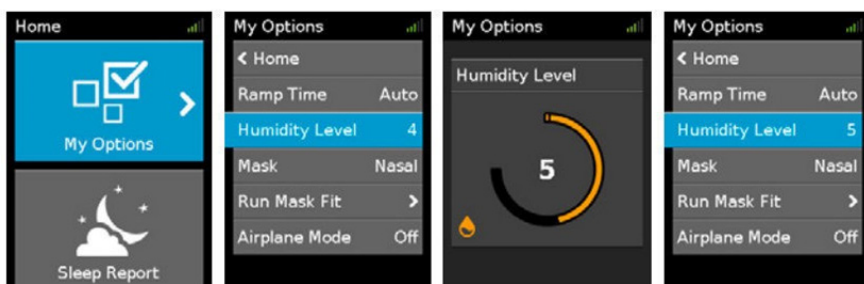 Home
My Options
Sleep Report
My Options
< Home
Ramp Time Auto
Humidity Level 4
Mask Nasal
Run Mask Fit >
Airplane Mode Off
My Options
Humidity Level
5
My Options
< Home
Ramp Time Auto
Humidity Level 5
Mask Nasal
Run Mask Fit >
Airplane Mode Off